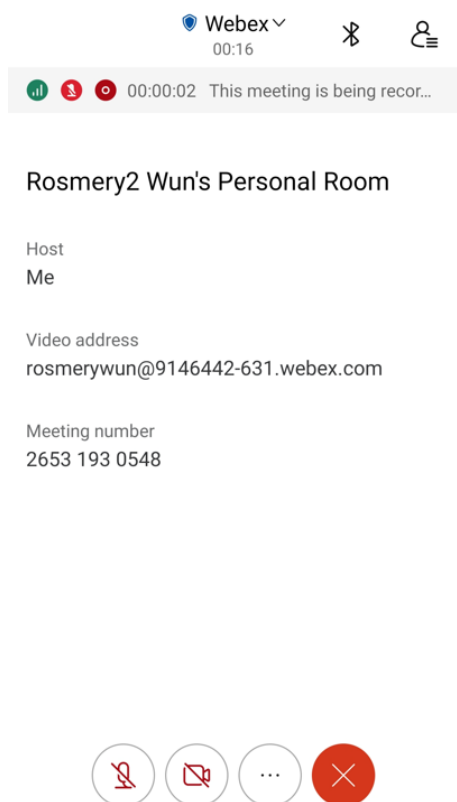 Webex
00:16
00:00:02 This meeting is being recor...
Rosmery2 Wun's Personal Room
Host
Me
Video address
rosmerywun@9146442-631.webex.com
Meeting number
2653 193 0548